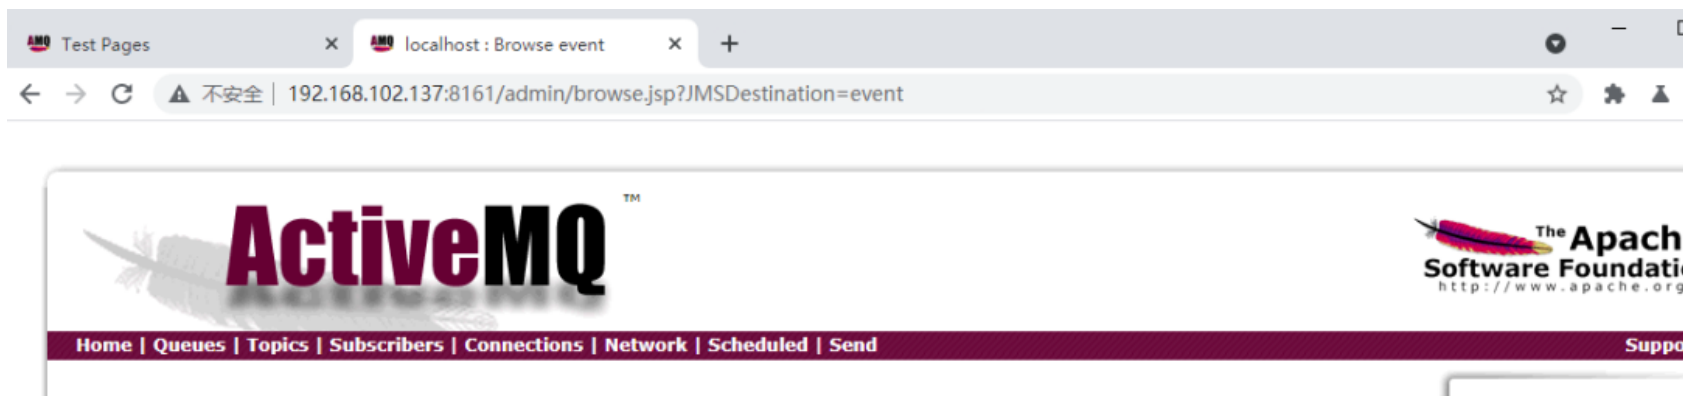 Test Pages
localhost : Browse event
不安全 192.168.102.137:8161/admin/browse.jsp?JMSDestination=event
ActiveMQ ™
The Apach
Software Foundati
http://www.apache.org
Home | Queues | Topics | Subscribers | Connections | Network | Scheduled | Send
Suppo